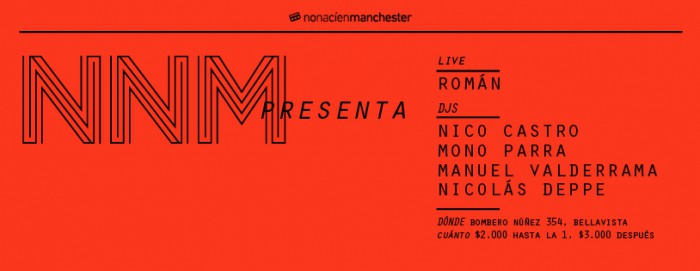 nonacíenmanchester
NNM
PRESENTA
LIVE
ROMÁN
DJS
NICO CASTRO
MONO PARRA
MANUEL VALDERRAMA
NICOLÁS DEPPE
DÓNDE BOMBERO NÚÑEZ 354, BELLAVISTA
CUÁNTO $2.000 HASTA LA 1. $3.000 DESPUÉS